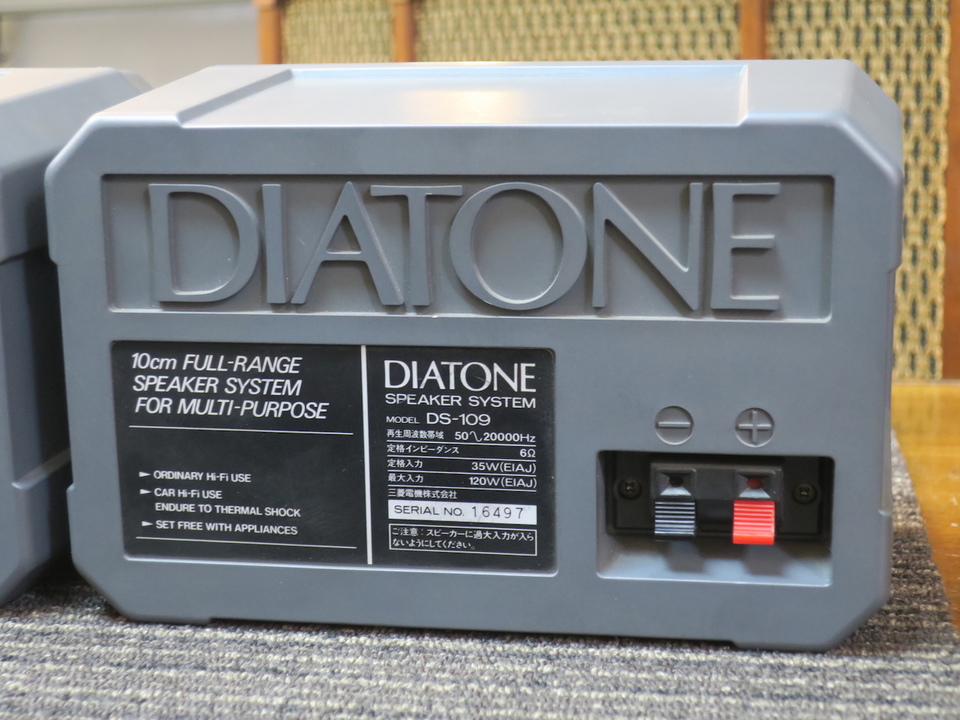 DIATONE
10cm FULL-RANGE
SPEAKER SYSTEM
FOR MULTI-PURPOSE
► ORDINARY Hi-Fi USE
► CAR Hi-Fi USE
ENDURE TO THERMAL SHOCK
► SET FREE WITH APPLIANCES
DIATONE
SPEAKER SYSTEM
MODEL DS-109
再生周波数帯域 50~20000Hz
定格インピーダンス 6Ω
定格入力 35W(EIAJ)
最大入力 120W(EIAJ)
三菱電機株式会社
SERIAL NO. 16497
ご注意:スピーカーに過大入力が入ら
ないようにしてください。
− +